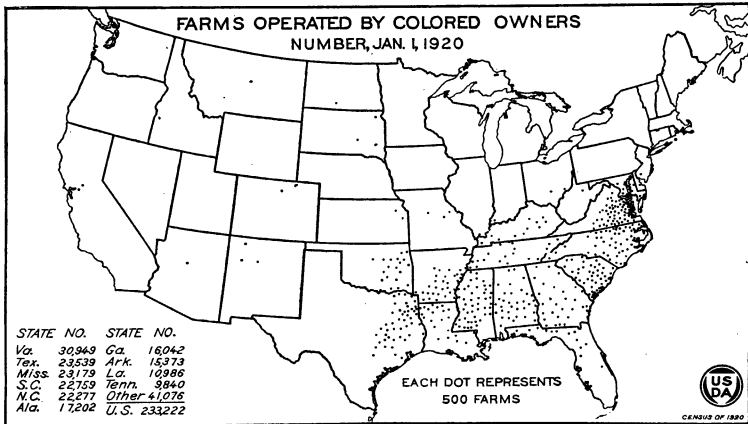 FARMS OPERATED BY COLORED OWNERS
NUMBER, JAN. 1, 1920
STATE NO. STATE NO.
Va. 30,949 Ga. 16,042
Tex. 23,539 Ark. 15,373
Miss. 23,179 La. 10,986
S.C. 22,759 Tenn. 9,840
N.C. 22,277 Other 41,076
Ala. 17,202 U.S. 233,222
EACH DOT REPRESENTS
500 FARMS
US
DA
CENSUS OF 1920